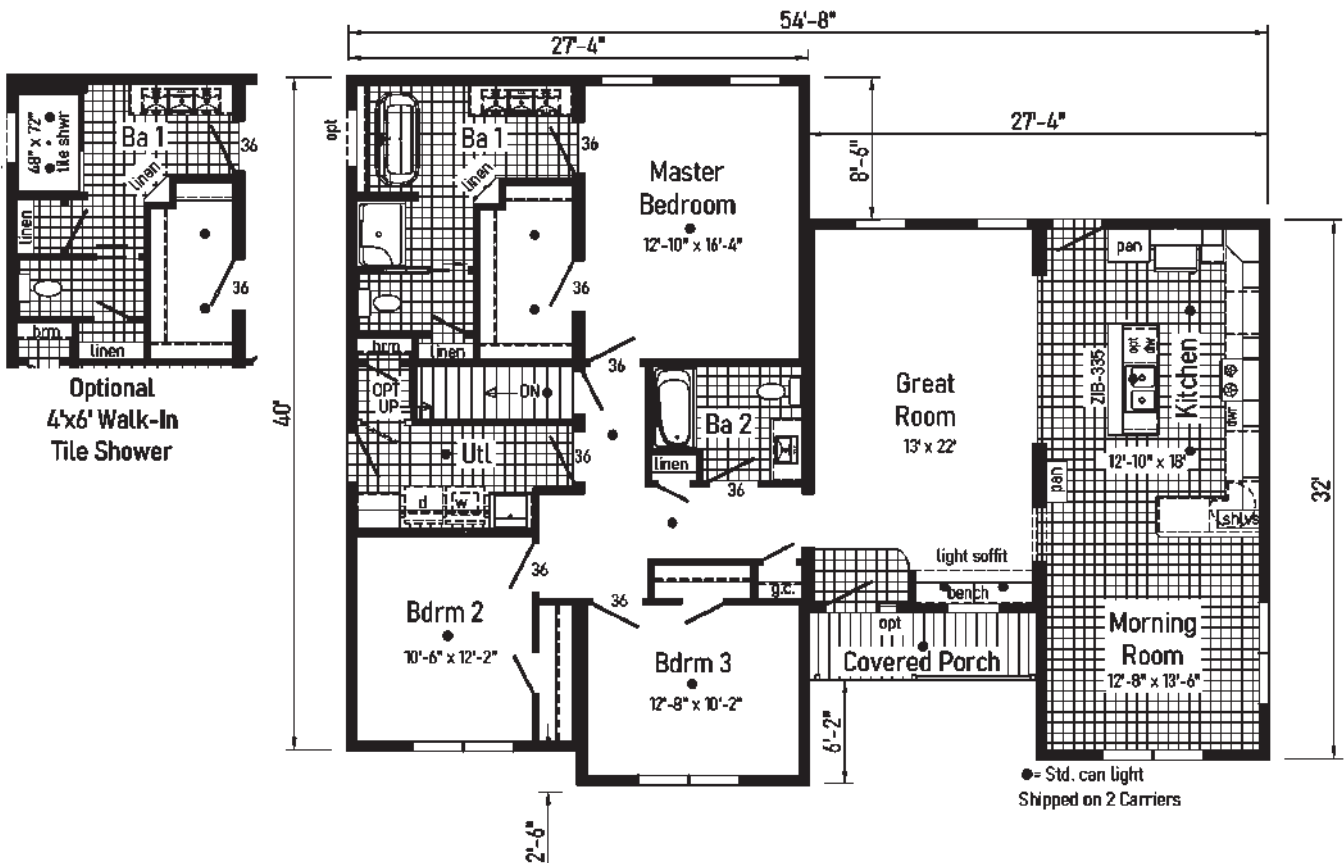 54'-8"
27'-4"
27'-4"
8'-6"
40'
32'
6'-2"
2'-6"
48" x 72"
tile shwr
Ba 1
36
linen
linen
36
brm
linen
Optional
4'x6' Walk-In
Tile Shower
opt
Ba 1
36
linen
36
brm
linen
Master
Bedroom
12'-10" x 16'-4"
36
OPT
UP
DN
Utl
36
d
w
Ba 2
linen
36
Great
Room
13' x 22'
light soffit
bench
g.c.
opt
Covered Porch
pan
opt
dw
ZIB-335
Kitchen
dwr
12'-10" x 18'
pan
shlvs
Morning
Room
12'-8" x 13'-6"
36
Bdrm 2
10'-6" x 12'-2"
36
Bdrm 3
12'-8" x 10'-2"
= Std. can light
Shipped on 2 Carriers